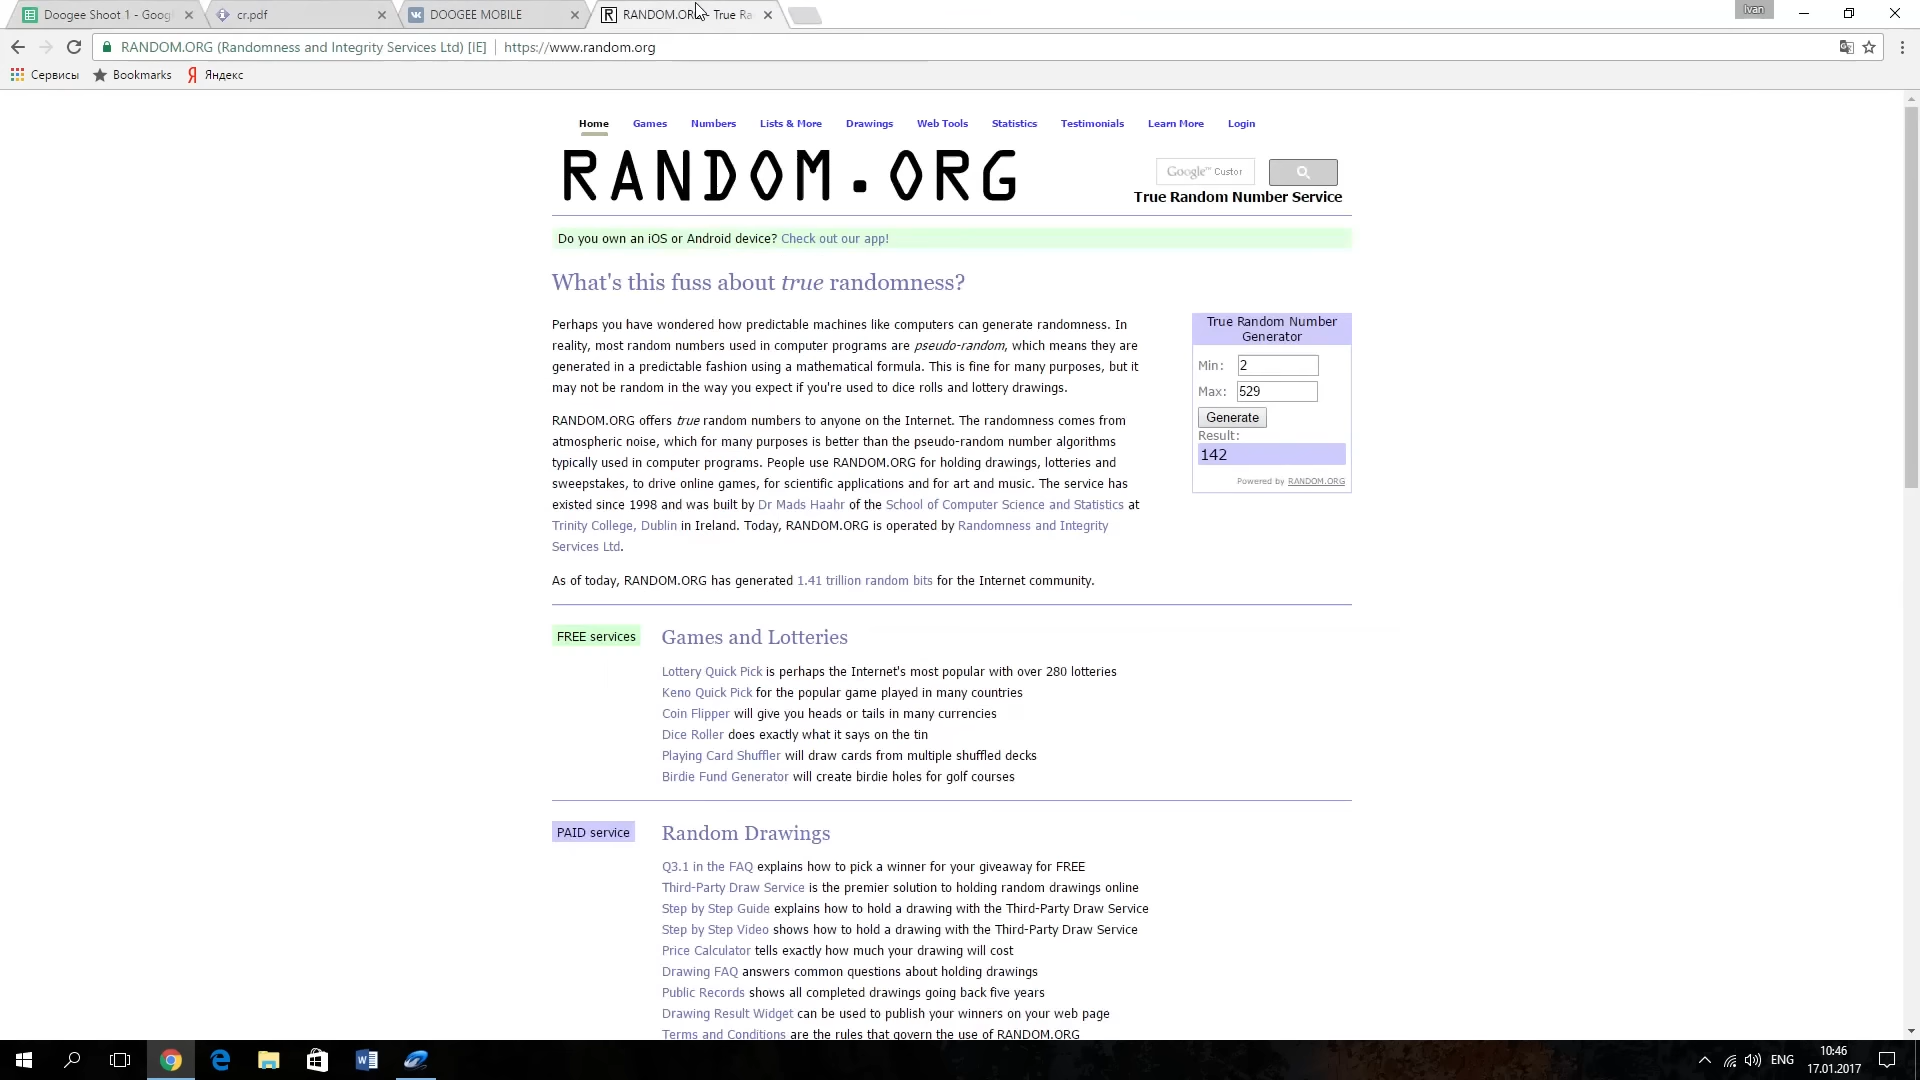 Doogee Shoot 1 - Goog
cr.pdf
DOOGEE MOBILE
RANDOM.ORG - True Ra
Ivan
RANDOM.ORG (Randomness and Integrity Services Ltd) [IE] https://www.random.org
Сервисы Bookmarks Яндекс
Home Games Numbers Lists & More Drawings Web Tools Statistics Testimonials Learn More Login
RANDOM.ORG
Google™ Custor
True Random Number Service
Do you own an iOS or Android device? Check out our app!
What's this fuss about true randomness?
Perhaps you have wondered how predictable machines like computers can generate randomness. In
reality, most random numbers used in computer programs are pseudo-random, which means they are
generated in a predictable fashion using a mathematical formula. This is fine for many purposes, but it
may not be random in the way you expect if you're used to dice rolls and lottery drawings.
RANDOM.ORG offers true random numbers to anyone on the Internet. The randomness comes from
atmospheric noise, which for many purposes is better than the pseudo-random number algorithms
typically used in computer programs. People use RANDOM.ORG for holding drawings, lotteries and
sweepstakes, to drive online games, for scientific applications and for art and music. The service has
existed since 1998 and was built by Dr Mads Haahr of the School of Computer Science and Statistics at
Trinity College, Dublin in Ireland. Today, RANDOM.ORG is operated by Randomness and Integrity
Services Ltd.
As of today, RANDOM.ORG has generated 1.41 trillion random bits for the Internet community.
True Random Number
Generator
Min: 2
Max: 529
Generate
Result:
142
Powered by RANDOM.ORG
FREE services
Games and Lotteries
Lottery Quick Pick is perhaps the Internet's most popular with over 280 lotteries
Keno Quick Pick for the popular game played in many countries
Coin Flipper will give you heads or tails in many currencies
Dice Roller does exactly what it says on the tin
Playing Card Shuffler will draw cards from multiple shuffled decks
Birdie Fund Generator will create birdie holes for golf courses
PAID service
Random Drawings
Q3.1 in the FAQ explains how to pick a winner for your giveaway for FREE
Third-Party Draw Service is the premier solution to holding random drawings online
Step by Step Guide explains how to hold a drawing with the Third-Party Draw Service
Step by Step Video shows how to hold a drawing with the Third-Party Draw Service
Price Calculator tells exactly how much your drawing will cost
Drawing FAQ answers common questions about holding drawings
Public Records shows all completed drawings going back five years
Drawing Result Widget can be used to publish your winners on your web page
Terms and Conditions are the rules that govern the use of RANDOM.ORG
ENG
10:46
17.01.2017